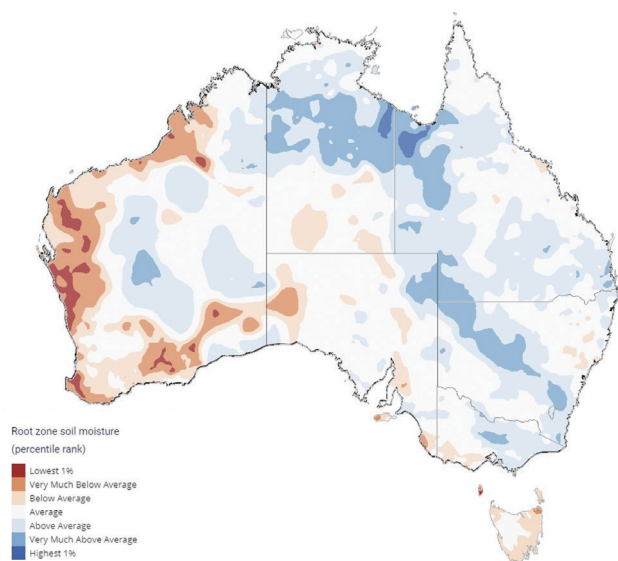 Root zone soil moisture
(percentile rank)
Lowest 1%
Very Much Below Average
Below Average
Average
Above Average
Very Much Above Average
Highest 1%